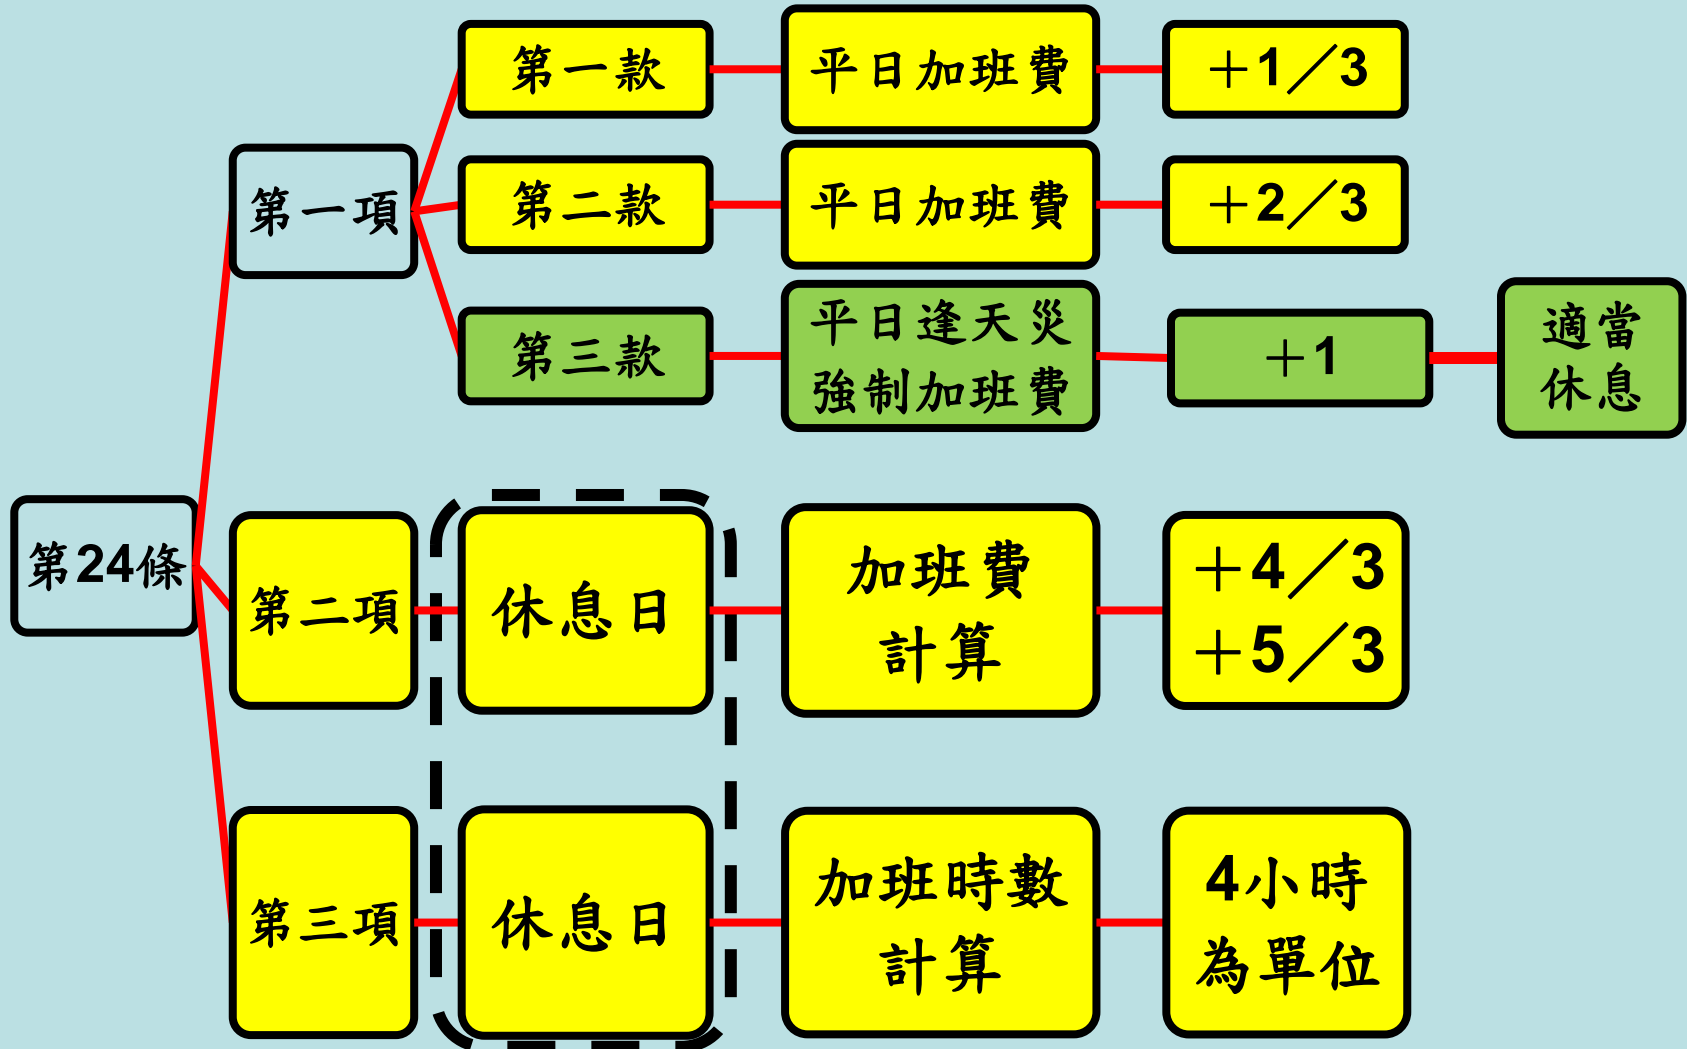 第24條
第一項
第一款
平日加班費
＋1／3
第二款
平日加班費
＋2／3
第三款
平日逢天災
強制加班費
＋1
適當
休息
第二項
休息日
加班費
計算
＋4／3
＋5／3
第三項
休息日
加班時數
計算
4小時
為單位